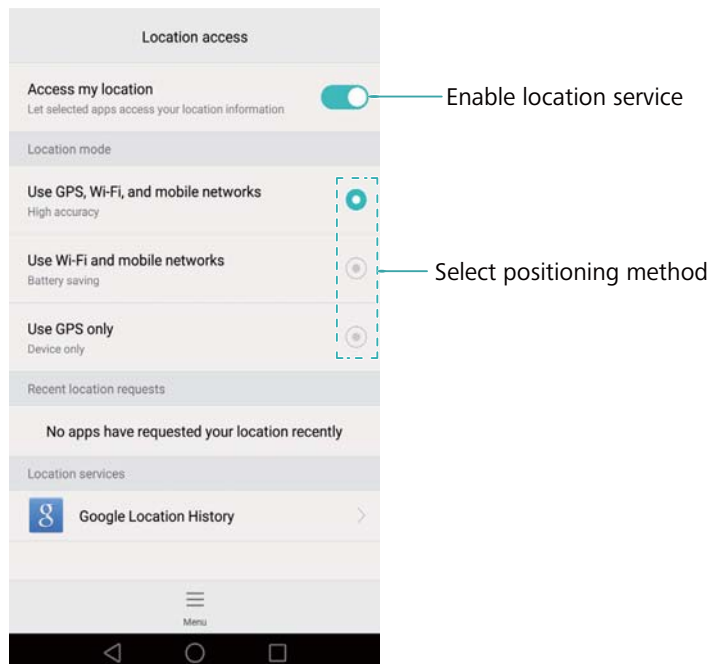 Location access
Access my location
Let selected apps access your location information
Enable location service
Location mode
Use GPS, Wi-Fi, and mobile networks
High accuracy
Use Wi-Fi and mobile networks
Battery saving
Select positioning method
Use GPS only
Device only
Recent location requests
No apps have requested your location recently
Location services
g Google Location History
Menu